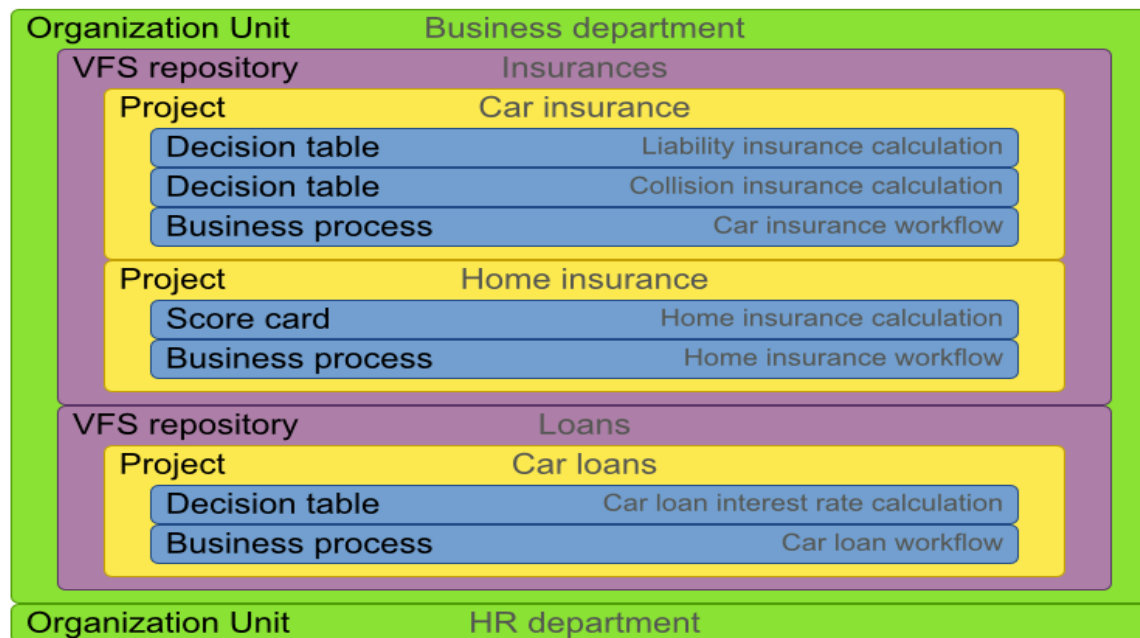 Organization Unit Business department
VFS repository Insurances
Project Car insurance
Decision table Liability insurance calculation
Decision table Collision insurance calculation
Business process Car insurance workflow
Project Home insurance
Score card Home insurance calculation
Business process Home insurance workflow
VFS repository Loans
Project Car loans
Decision table Car loan interest rate calculation
Business process Car loan workflow
Organization Unit HR department